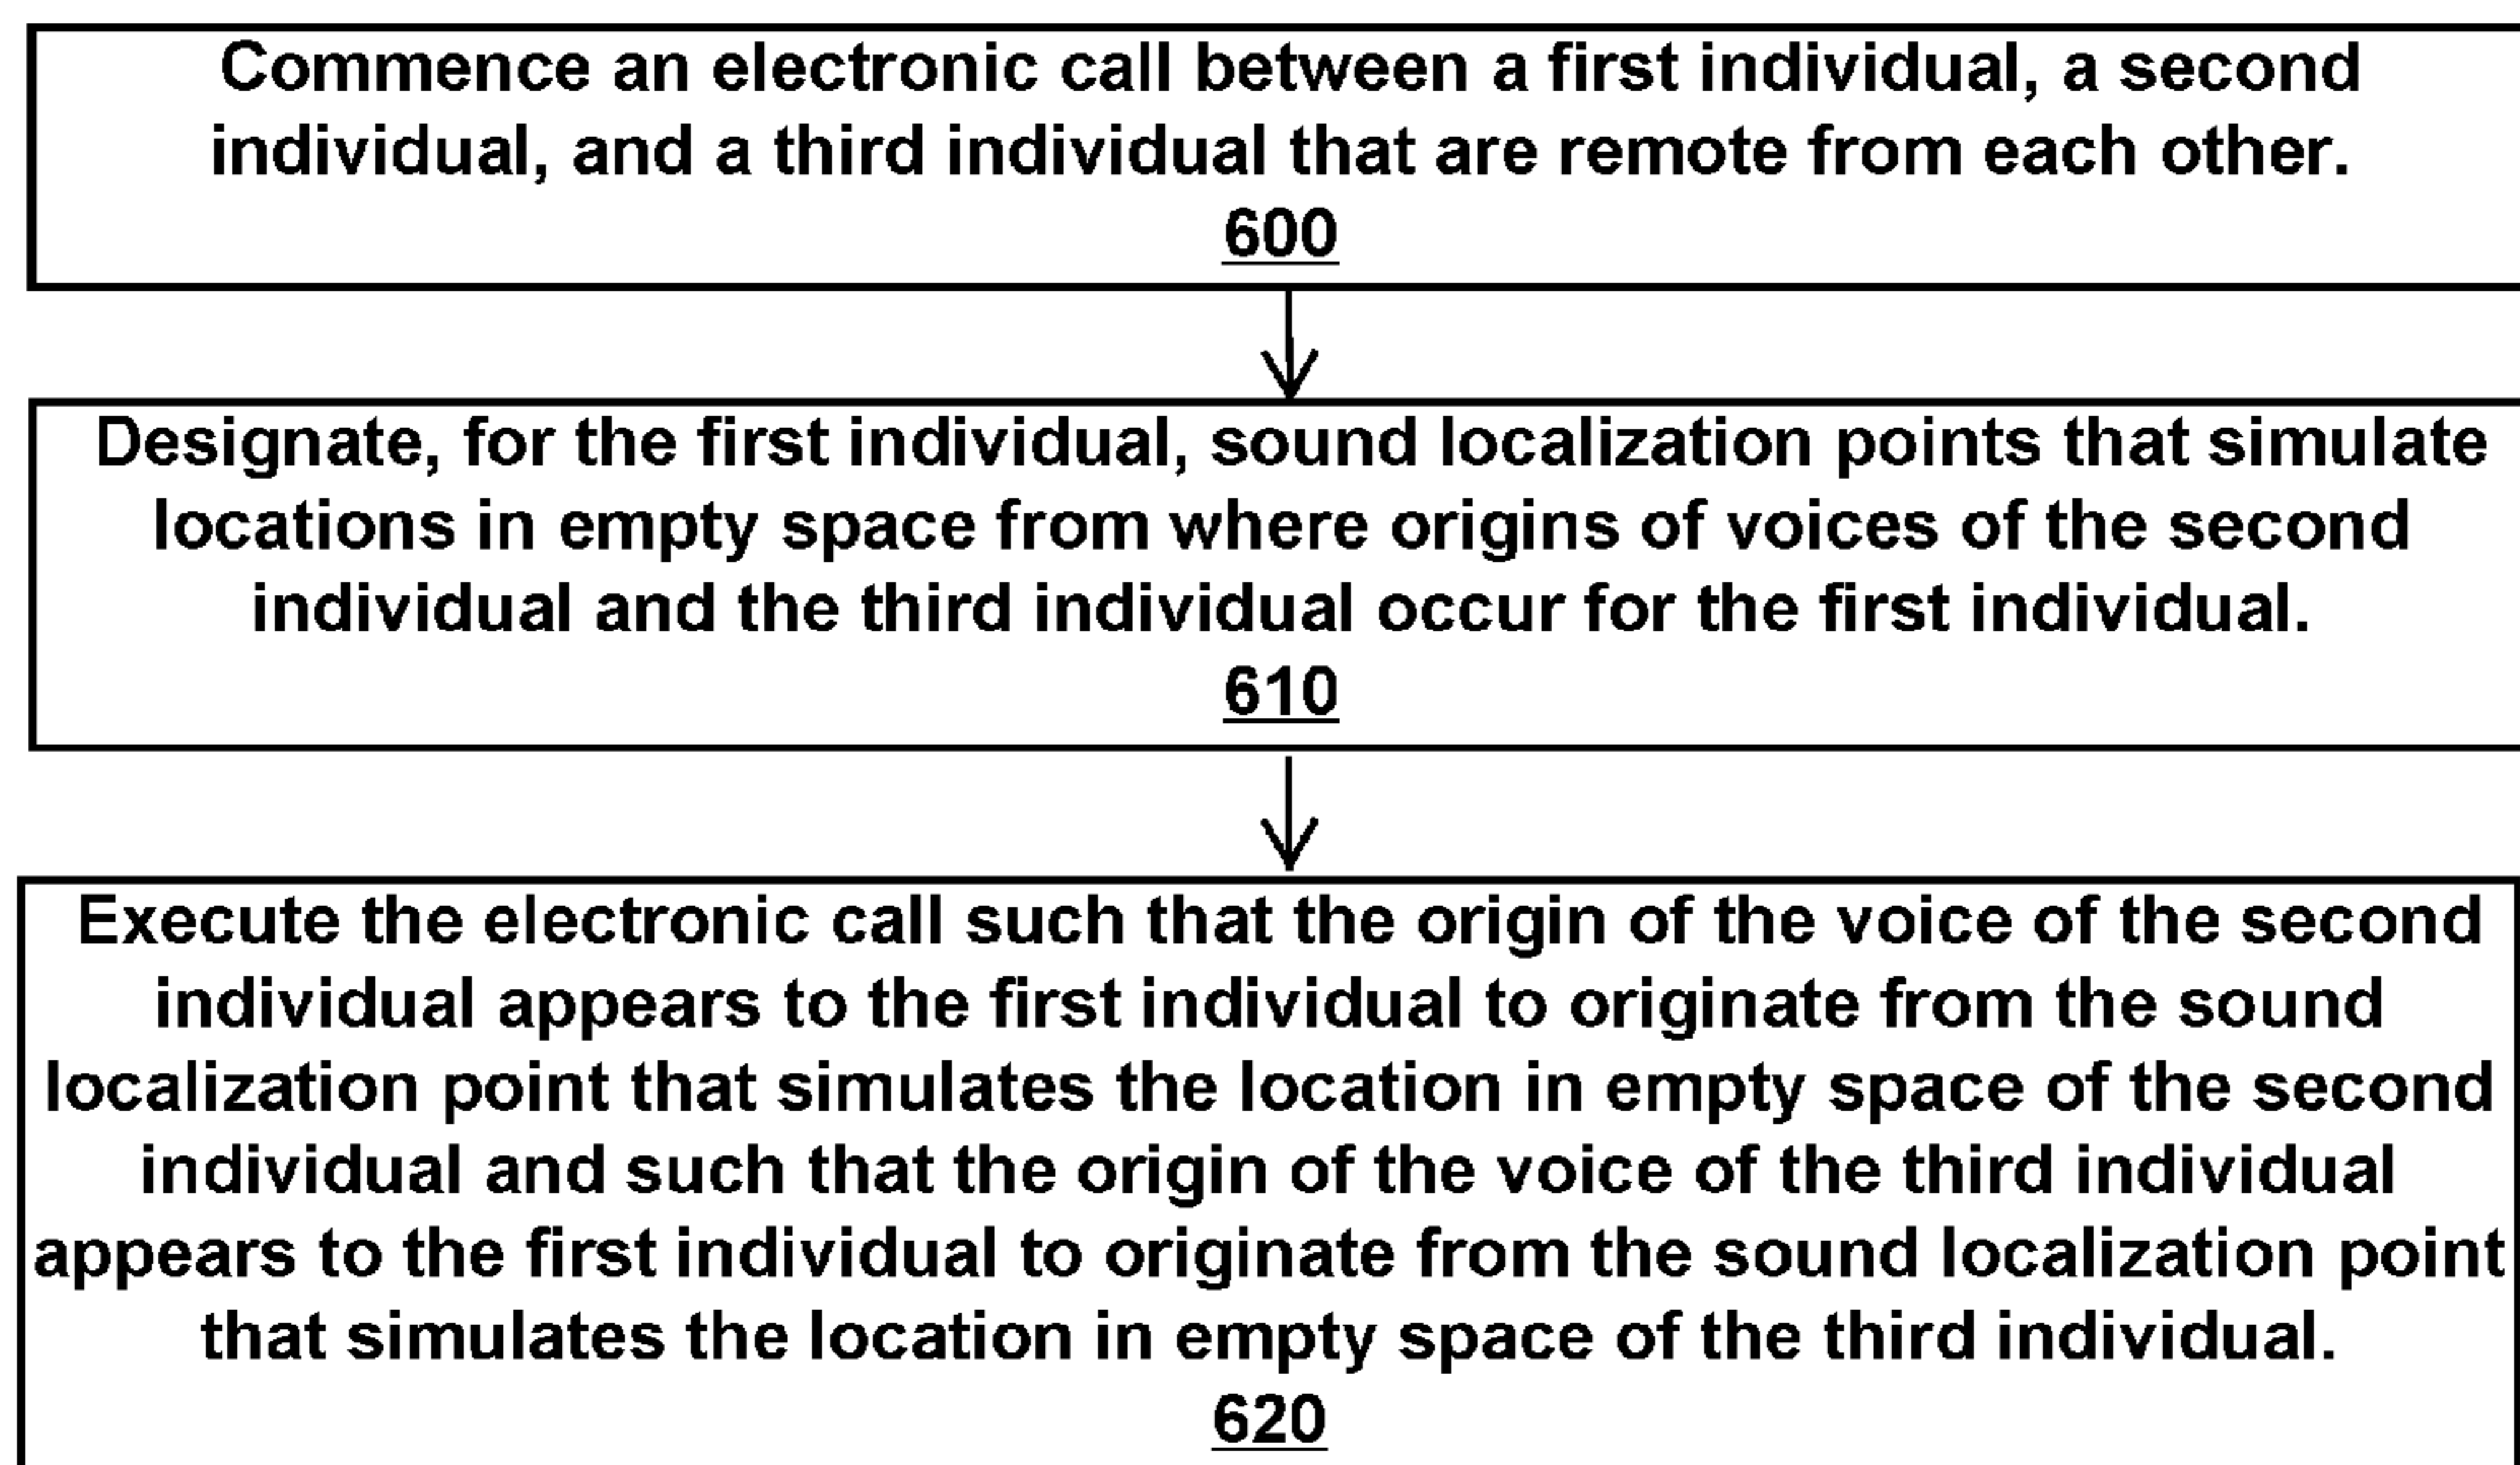 Commence an electronic call between a first individual, a second
individual, and a third individual that are remote from each other.
600
Designate, for the first individual, sound localization points that simulate
locations in empty space from where origins of voices of the second
individual and the third individual occur for the first individual.
610
Execute the electronic call such that the origin of the voice of the second
individual appears to the first individual to originate from the sound
localization point that simulates the location in empty space of the second
individual and such that the origin of the voice of the third individual
appears to the first individual to originate from the sound localization point
that simulates the location in empty space of the third individual.
620